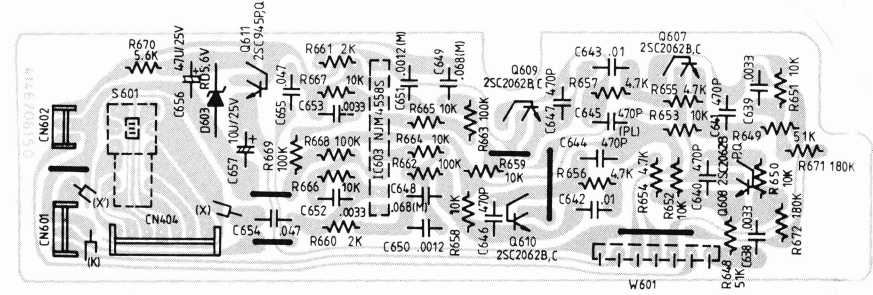 R670
5.6K
47U/25V
C656
RD5.6V
D603
Q611
2SC945P,Q
C655 .047
R661 2K
R667 10K
C653 .0033
C651 .0012(M)
C649 .068(M)
IC603 NJM4558S
R665 10K
R664 10K
R662 100K
R663 100K
Q609
2SC2062B,C
C647 470P
C643 .01
R657 4.7K
C645 470P
(PL)
C644 470P
Q607
2SC2062B,C
R655 4.7K
R653 10K
C641 470P
C639 .0033
R651 10K
R649 51K
R671 180K
S601
CN602
10U/25V
C657
R669
100K
R668 100K
R666 10K
C652 .0033
R660 2K
C648
.068(M)
C650 .0012
R659
10K
R658 10K
C646 470P
Q610
2SC2062B,C
R656 4.7K
C642 .01
R654 4.7K
R652
10K
C640 470P
Q608 2SC2062B
P,Q
R650
10K
R672 180K
C638 .0033
R648
51K
CN601
(X')
(X)
(K)
CN404
C654 .047
W601